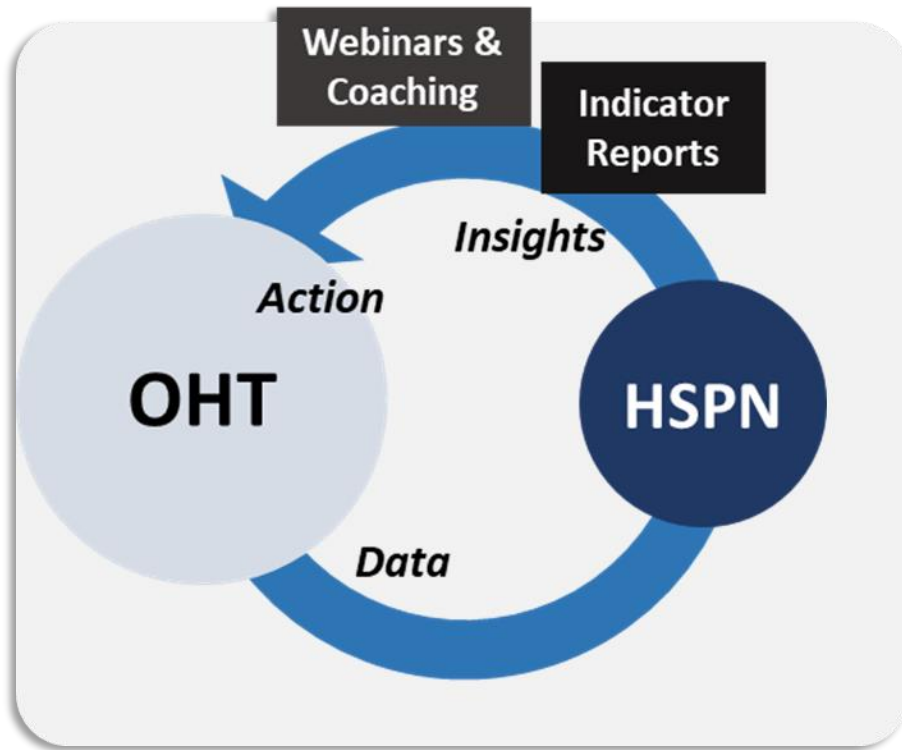 Webinars &
Coaching
Indicator
Reports
Insights
Action
OHT
HSPN
Data